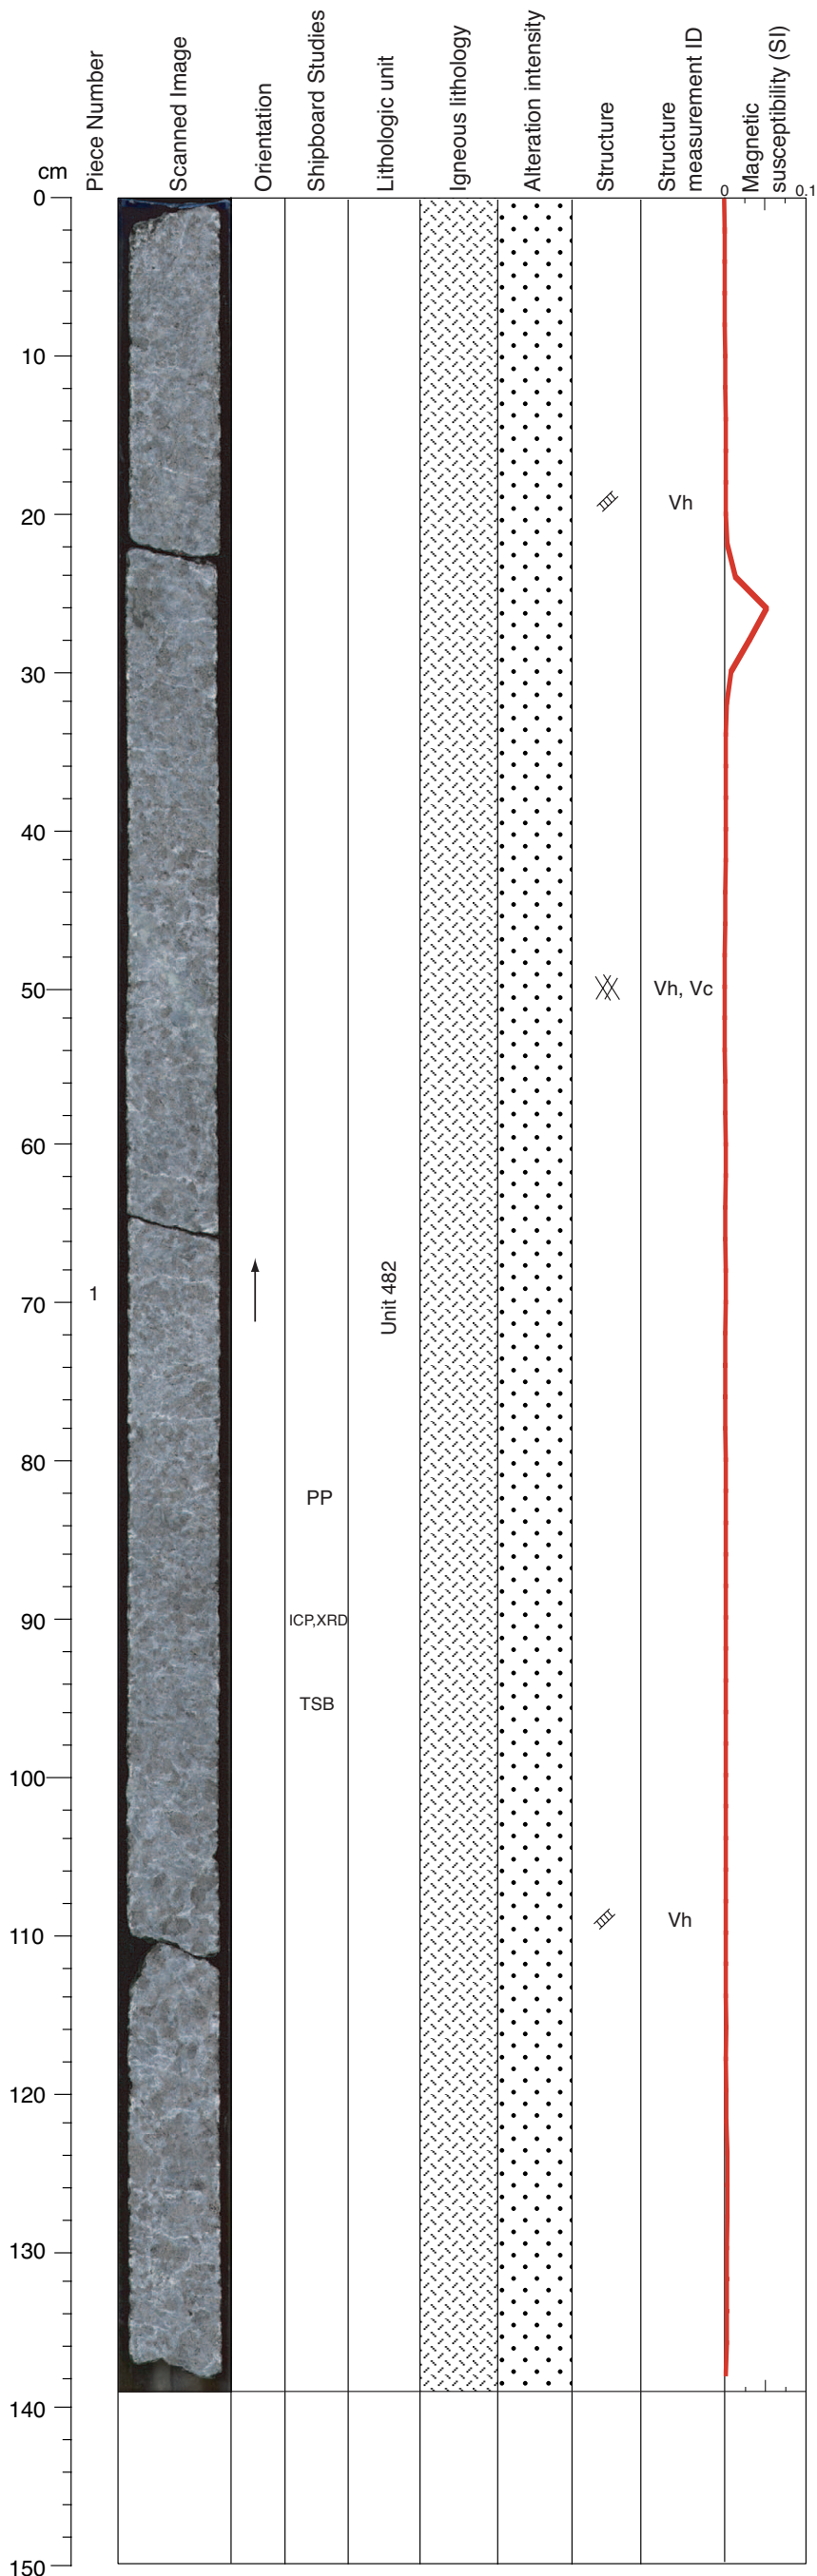 cm
Piece Number
Scanned Image
Orientation
Shipboard Studies
Lithologic unit
Igneous lithology
Alteration intensity
Structure
Structure
measurement ID
Magnetic
susceptibility (SI)
0
0.1
0
10
20
Vh
30
40
50
Vh, Vc
60
1
Unit 482
70
80
PP
90
ICP,XRD
TSB
100
110
Vh
120
130
140
150